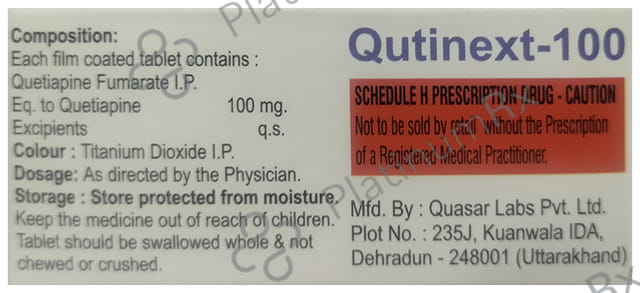 Composition:
Each film coated tablet contains :
Quetiapine Fumarate I.P.
Eq. to Quetiapine 100 mg.
Excipients q.s.
Colour : Titanium Dioxide I.P.
Dosage: As directed by the Physician.
Storage : Store protected from moisture.
Keep the medicine out of reach of children.
Tablet should be swallowed whole & not
chewed or crushed.
Qutinext-100
SCHEDULE H PRESCRIPTION DRUG - CAUTION
Not to be sold by retail without the Prescription
of a Registered Medical Practitioner.
Mfd. By : Quasar Labs Pvt. Ltd.
Plot No. : 235J, Kuanwala IDA,
Dehradun - 248001 (Uttarakhand)
PlatinumRx
PlatinumRx